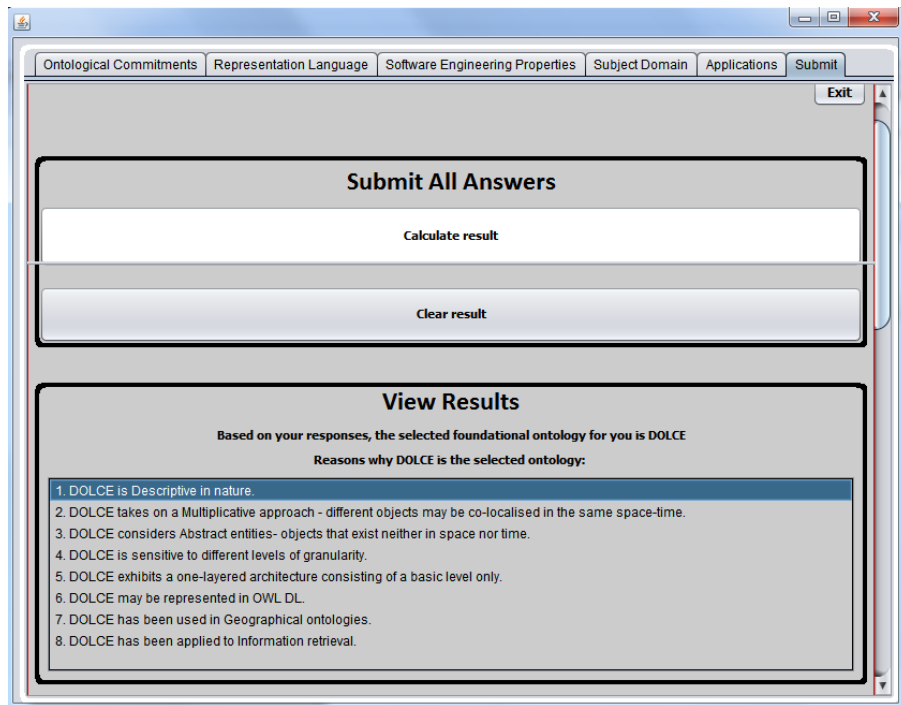 Ontological Commitments Representation Language Software Engineering Properties Subject Domain Applications Submit
Exit
Submit All Answers
Calculate result
Clear result
View Results
Based on your responses, the selected foundational ontology for you is DOLCE
Reasons why DOLCE is the selected ontology:
1. DOLCE is Descriptive in nature.
2. DOLCE takes on a Multiplicative approach - different objects may be co-localised in the same space-time.
3. DOLCE considers Abstract entities- objects that exist neither in space nor time.
4. DOLCE is sensitive to different levels of granularity.
5. DOLCE exhibits a one-layered architecture consisting of a basic level only.
6. DOLCE may be represented in OWL DL.
7. DOLCE has been used in Geographical ontologies.
8. DOLCE has been applied to Information retrieval.